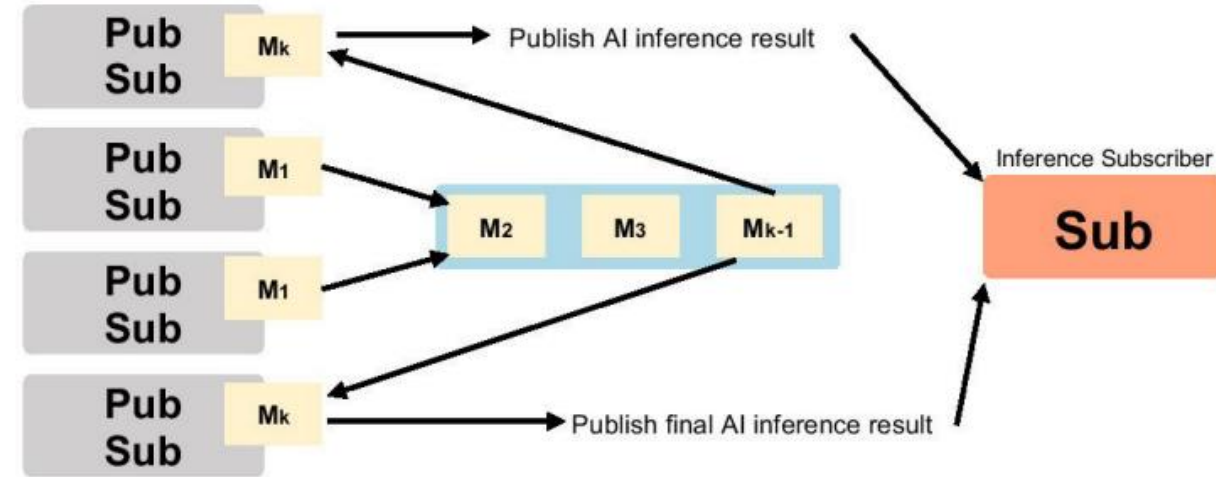 Pub
Sub
Mk
Publish AI inference result
Pub
Sub
M1
M2
M3
Mk-1
Inference Subscriber
Sub
Pub
Sub
M1
Pub
Sub
Mk
Publish final AI inference result